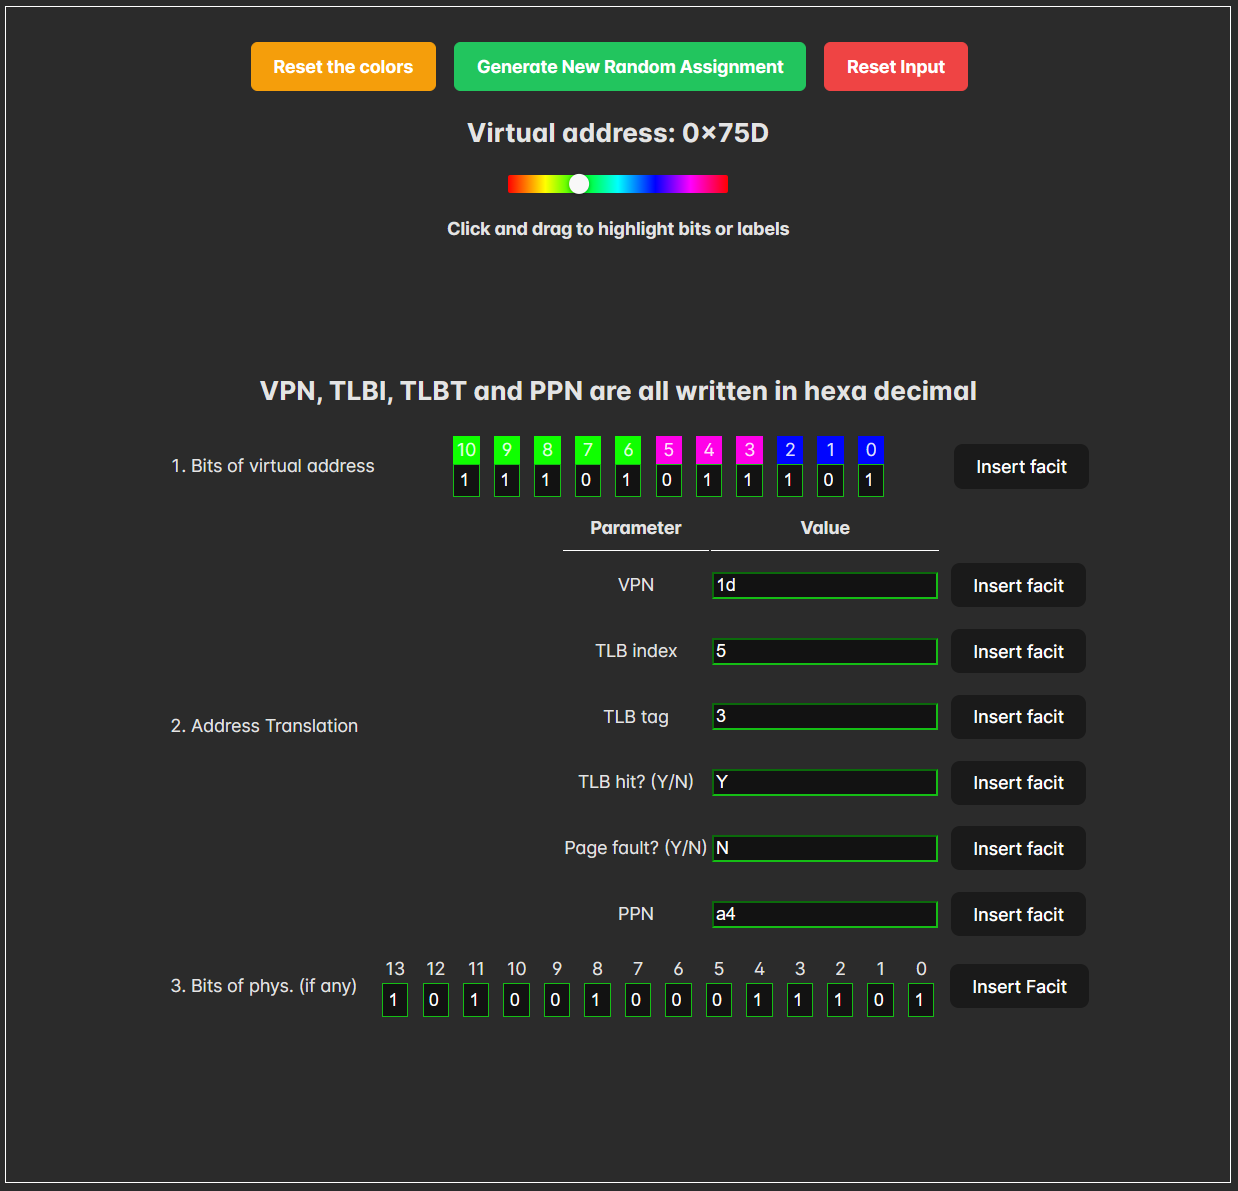 Reset the colors Generate New Random Assignment Reset Input
Virtual address: 0x75D
Click and drag to highlight bits or labels
VPN, TLBI, TLBT and PPN are all written in hexa decimal
10 9 8 7 6 5 4 3 2 1 0
1. Bits of virtual address 1 1 1 0 1 0 1 1 1 0 1 Insert facit
Parameter Value
VPN 1d Insert facit
TLB index 5 Insert facit
TLB tag 3 Insert facit
2. Address Translation
TLB hit? (Y/N) Y Insert facit
Page fault? (Y/N) N Insert facit
PPN a4 Insert facit
13 12 11 10 9 8 7 6 5 4 3 2 1 0
3. Bits of phys. (if any) 1 0 1 0 0 1 0 0 0 1 1 1 0 1 Insert Facit